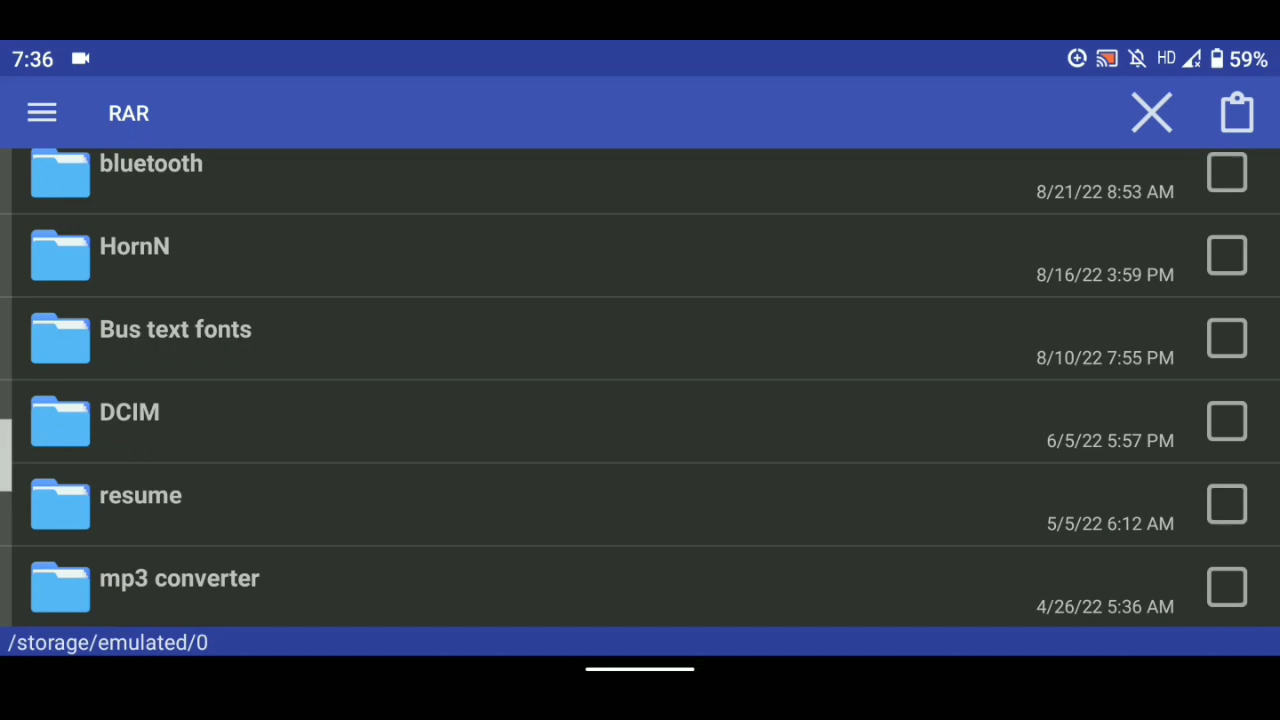 7:36 HD 59%
RAR
bluetooth
8/21/22 8:53 AM
HornN
8/16/22 3:59 PM
Bus text fonts
8/10/22 7:55 PM
DCIM
6/5/22 5:57 PM
resume
5/5/22 6:12 AM
mp3 converter
4/26/22 5:36 AM
/storage/emulated/0